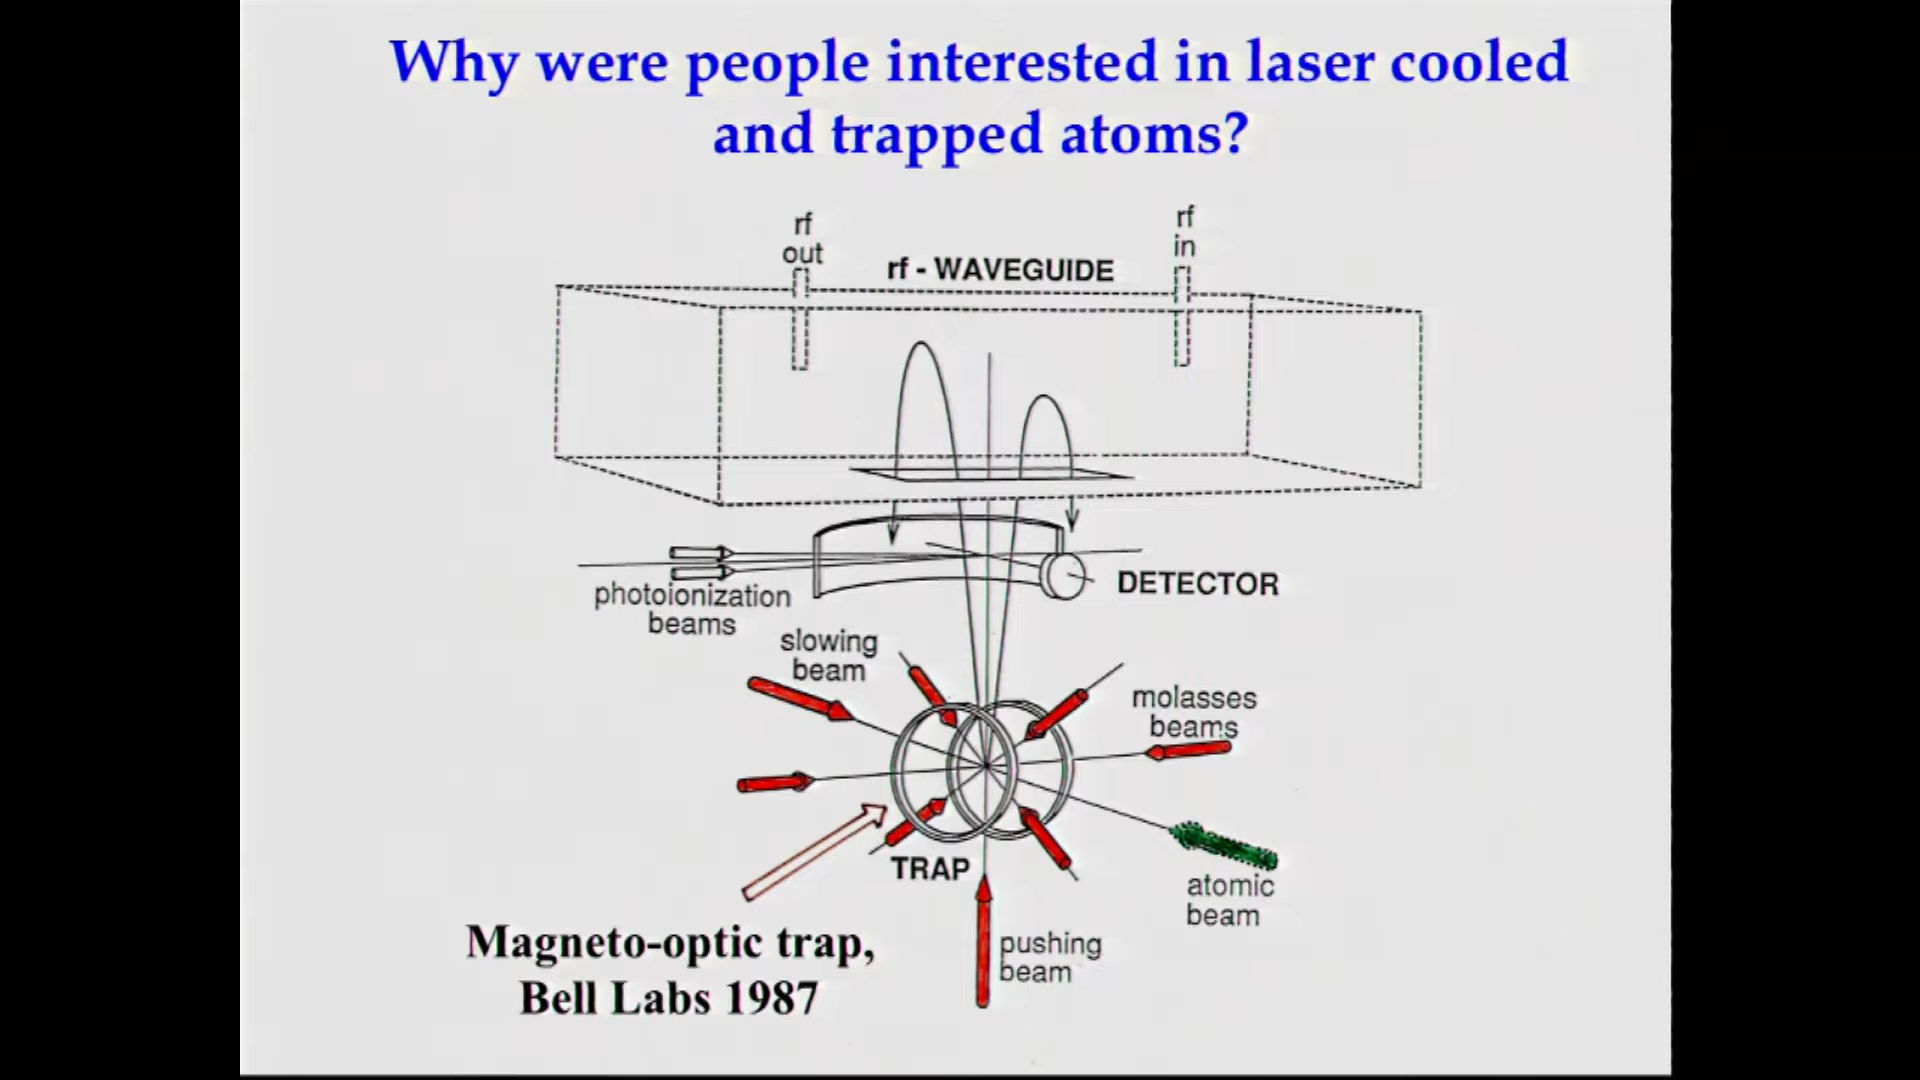 Why were people interested in laser cooled
and trapped atoms?
rf
out
rf - WAVEGUIDE
rf
in
photoionization
beams
DETECTOR
slowing
beam
molasses
beams
TRAP
atomic
beam
Magneto-optic trap,
Bell Labs 1987
pushing
beam